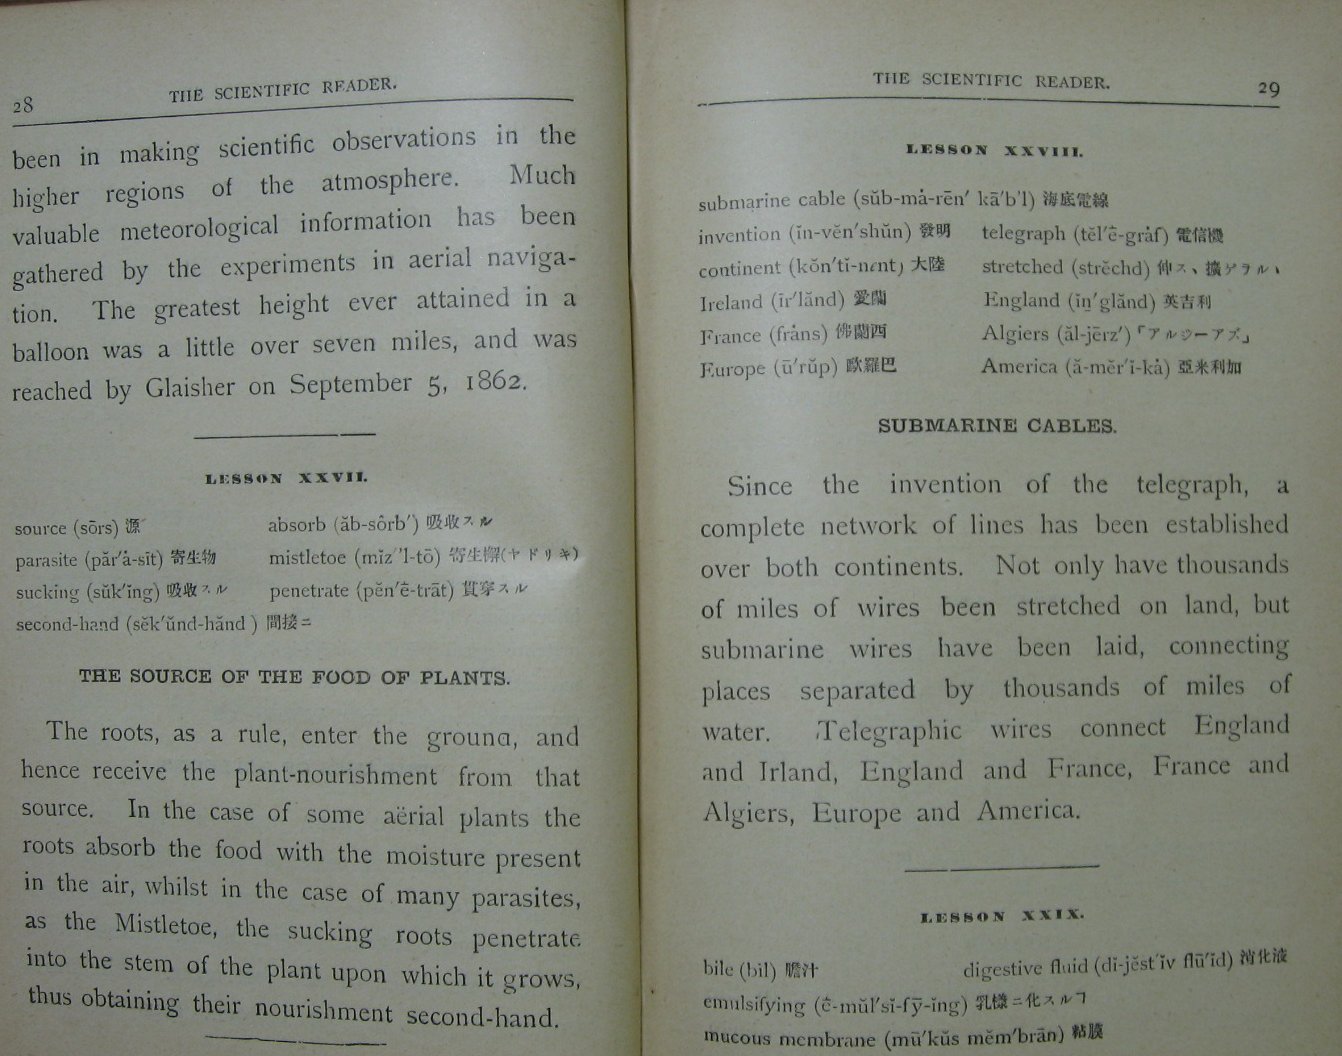 28
THE SCIENTIFIC READER.
been in making scientific observations in the
higher regions of the atmosphere. Much
valuable meteorological information has been
gathered by the experiments in aerial naviga-
tion. The greatest height ever attained in a
balloon was a little over seven miles, and was
reached by Glaisher on September 5, 1862.
LESSON XXVII.
source (sōrs) 源 absorb (ăb-sôrb′) 吸收スル
parasite (păr′ȧ-sīt) 寄生物 mistletoe (mĭz′'l-tō) 寄生槲(ヤドリキ)
sucking (sŭk′ĭng) 吸收スル penetrate (pĕn′ē̇-trāt) 貫穿スル
second-hand (sĕk′ŭnd-hănd ) 間接ニ
THE SOURCE OF THE FOOD OF PLANTS.
The roots, as a rule, enter the ground, and
hence receive the plant-nourishment from that
source. In the case of some aërial plants the
roots absorb the food with the moisture present
in the air, whilst in the case of many parasites,
as the Mistletoe, the sucking roots penetrate
into the stem of the plant upon which it grows,
thus obtaining their nourishment second-hand.
THE SCIENTIFIC READER.
29
LESSON XXVIII.
submarine cable (sŭb-mȧ-rēn′ kā′b'l) 海底電線
invention (ĭn-vĕn′shŭn) 發明 telegraph (tĕl′ē̇-grȧf) 電信機
continent (kŏn′tĭ-nent) 大陸 stretched (strĕchd) 伸ス、擴ゲラル、
Ireland (īr′lănd) 愛蘭 England (ĭṉ′glănd) 英吉利
France (frȧns) 佛蘭西 Algiers (ăl-jērz′)「アルジーアズ」
Europe (ū′rŭp) 歐羅巴 America (ă-mĕr′ĭ-kȧ) 亞米利加
SUBMARINE CABLES.
Since the invention of the telegraph, a
complete network of lines has been established
over both continents. Not only have thousands
of miles of wires been stretched on land, but
submarine wires have been laid, connecting
places separated by thousands of miles of
water. Telegraphic wires connect England
and Irland, England and France, France and
Algiers, Europe and America.
LESSON XXIX.
bile (bīl) 膽汁 digestive fluid (dĭ-jĕst′ĭv flū′ĭd) 消化液
emulsifying (ē̇-mŭl′sĭ-fȳ-ĭng) 乳樣ニ化スルヿ
mucous membrane (mū′kŭs mĕm′brān) 粘膜